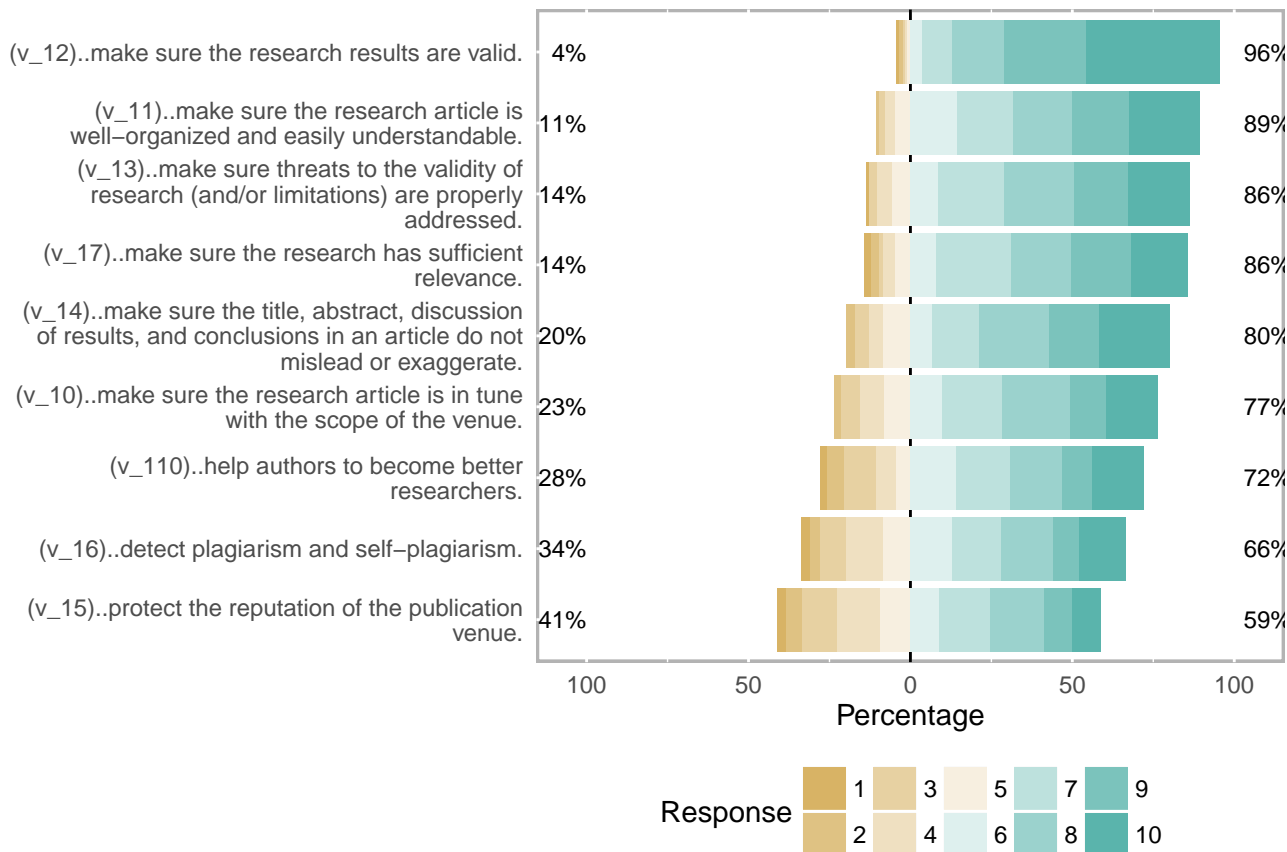 (v_12)..make sure the research results are valid.
4%
96%
(v_11)..make sure the research article is
well−organized and easily understandable.
11%
89%
(v_13)..make sure threats to the validity of
research (and/or limitations) are properly
addressed.
14%
86%
(v_17)..make sure the research has sufficient
relevance.
14%
86%
(v_14)..make sure the title, abstract, discussion
of results, and conclusions in an article do not
mislead or exaggerate.
20%
80%
(v_10)..make sure the research article is in tune
with the scope of the venue.
23%
77%
(v_110)..help authors to become better
researchers.
28%
72%
(v_16)..detect plagiarism and self−plagiarism.
34%
66%
(v_15)..protect the reputation of the publication
venue.
41%
59%
100 50 0 50 100
Percentage
Response
1 3 5 7 9
2 4 6 8 10